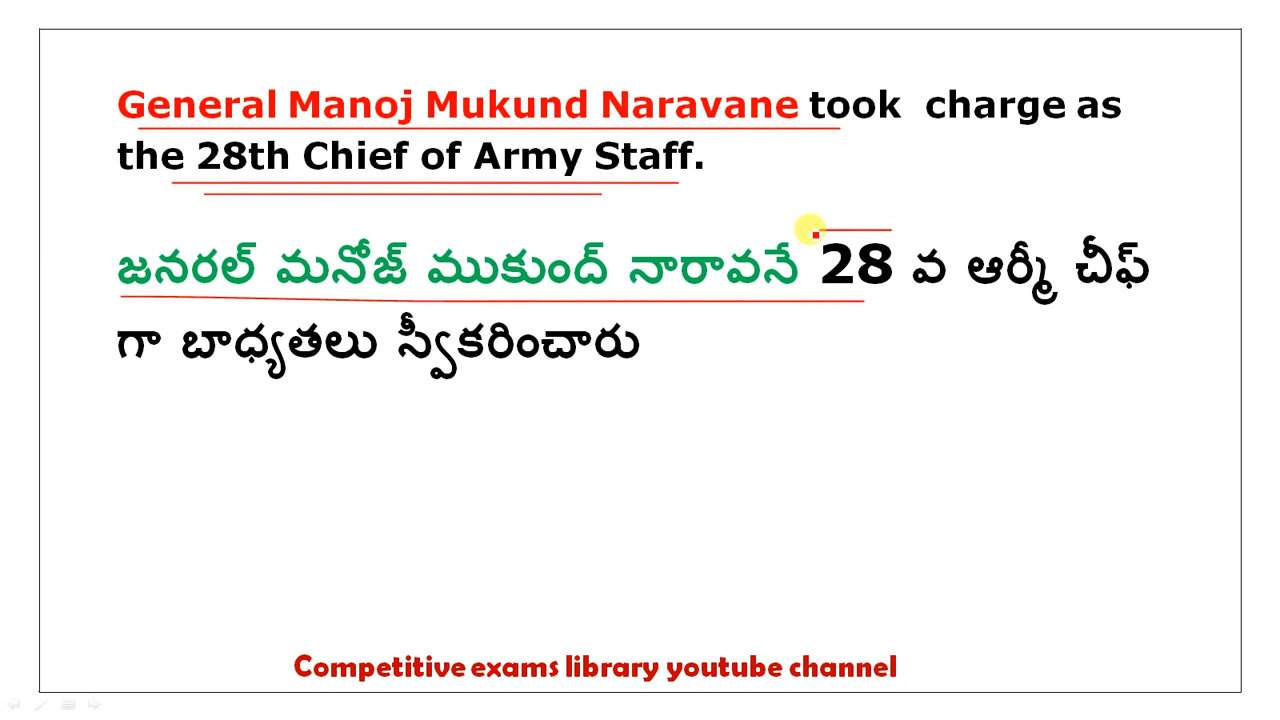 General Manoj Mukund Naravane took charge as
the 28th Chief of Army Staff.
జనరల్ మనోజ్ ముకుంద్ నారావనే 28 వ ఆర్మీ చీఫ్
గా బాధ్యతలు స్వీకరించారు
Competitive exams library youtube channel